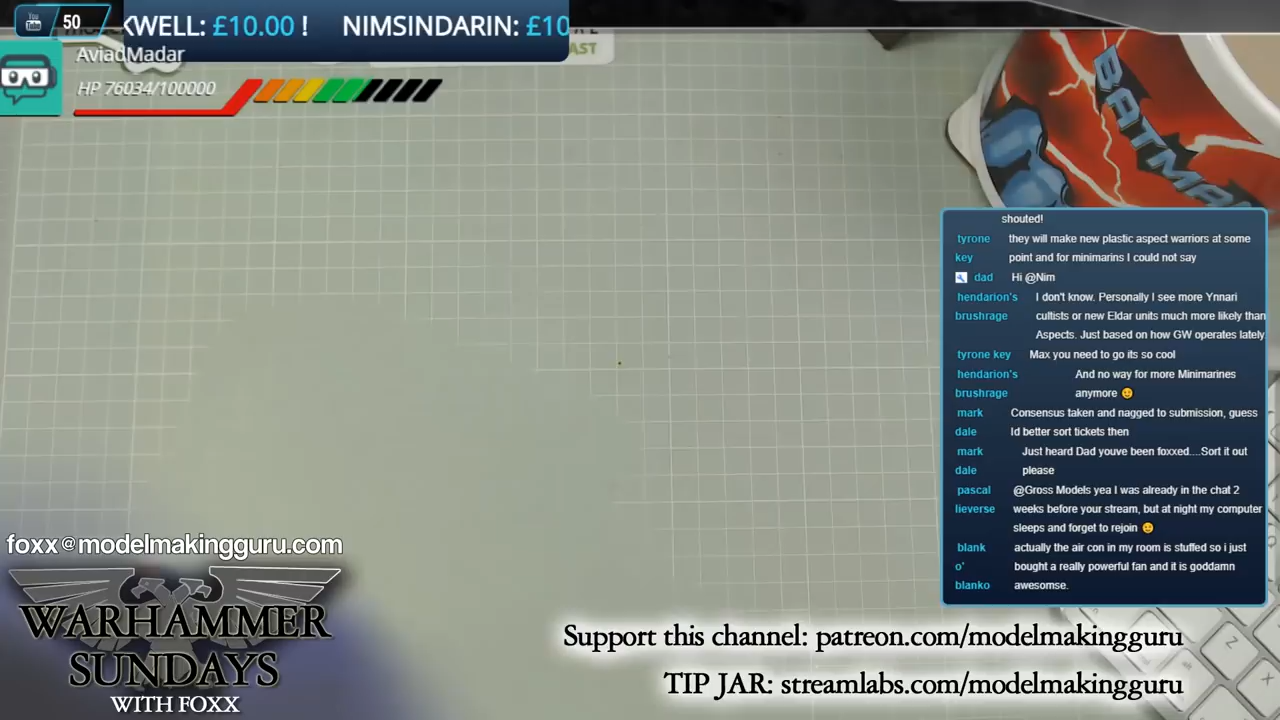 50
KWELL: £10.00 ! NIMSINDARIN: £10
AST
AviadMadar
HP 76034/100000
BATMA
shouted!
tyrone they will make new plastic aspect warriors at some
key point and for minimarins I could not say
dad Hi @Nim
hendarion's I don't know. Personally I see more Ynnari
brushrage cultists or new Eldar units much more likely than
Aspects. Just based on how GW operates lately
tyrone key Max you need to go its so cool
hendarion's And no way for more Minimarines
brushrage anymore
mark Consensus taken and nagged to submission, guess
dale Id better sort tickets then
mark Just heard Dad youve been foxxed....Sort it out
dale please
pascal @Gross Models yea I was already in the chat 2
lieverse weeks before your stream, but at night my computer
sleeps and forget to rejoin
blank actually the air con in my room is stuffed so i just
o' bought a really powerful fan and it is goddamn
blanko awesomse.
foxx@modelmakingguru.com
WARHAMMER
SUNDAYS
WITH FOXX
Support this channel: patreon.com/modelmakingguru
TIP JAR: streamlabs.com/modelmakingguru
Z
X